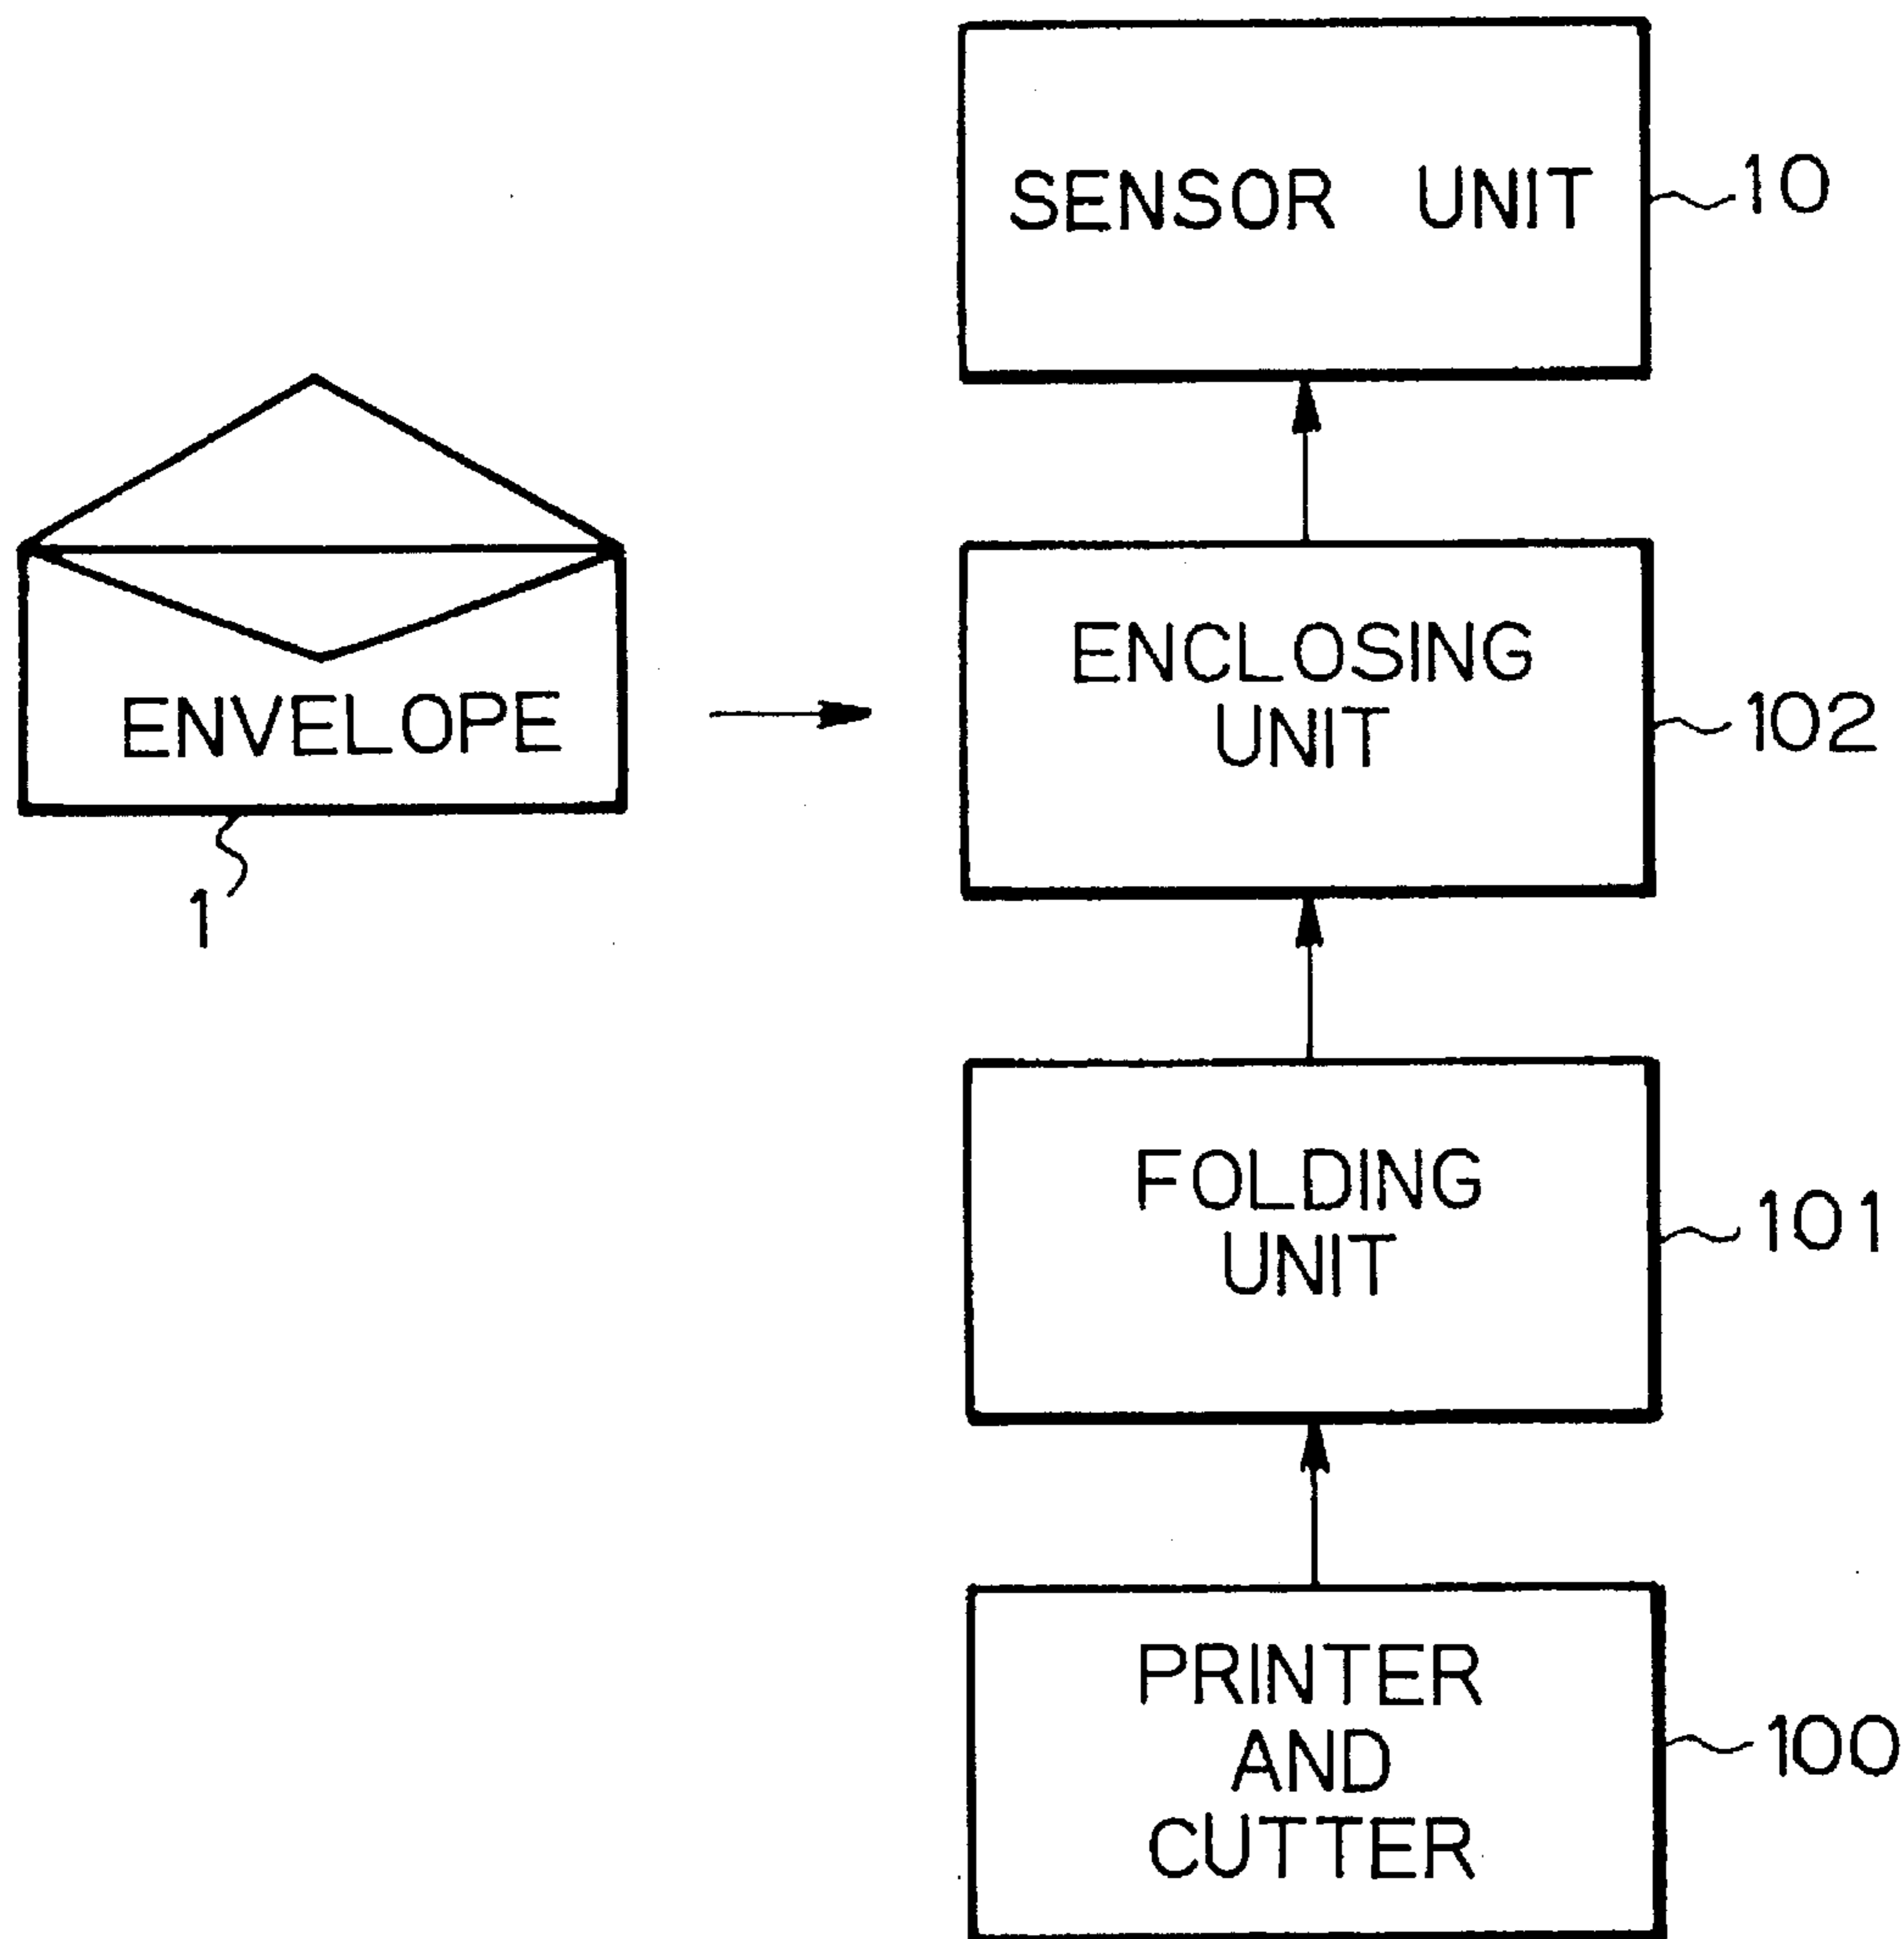 SENSOR UNIT
10
ENVELOPE
1
ENCLOSING
UNIT
102
FOLDING
UNIT
101
PRINTER
AND
CUTTER
100